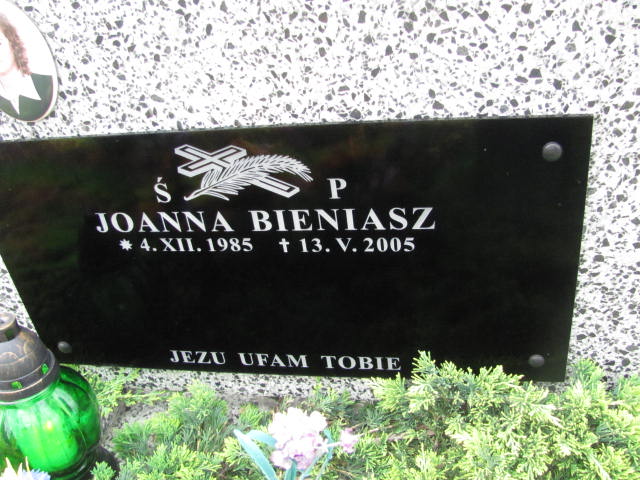 Ś P
JOANNA BIENIASZ
* 4. XII. 1985 † 13. V. 2005
JEZU UFAM TOBIE